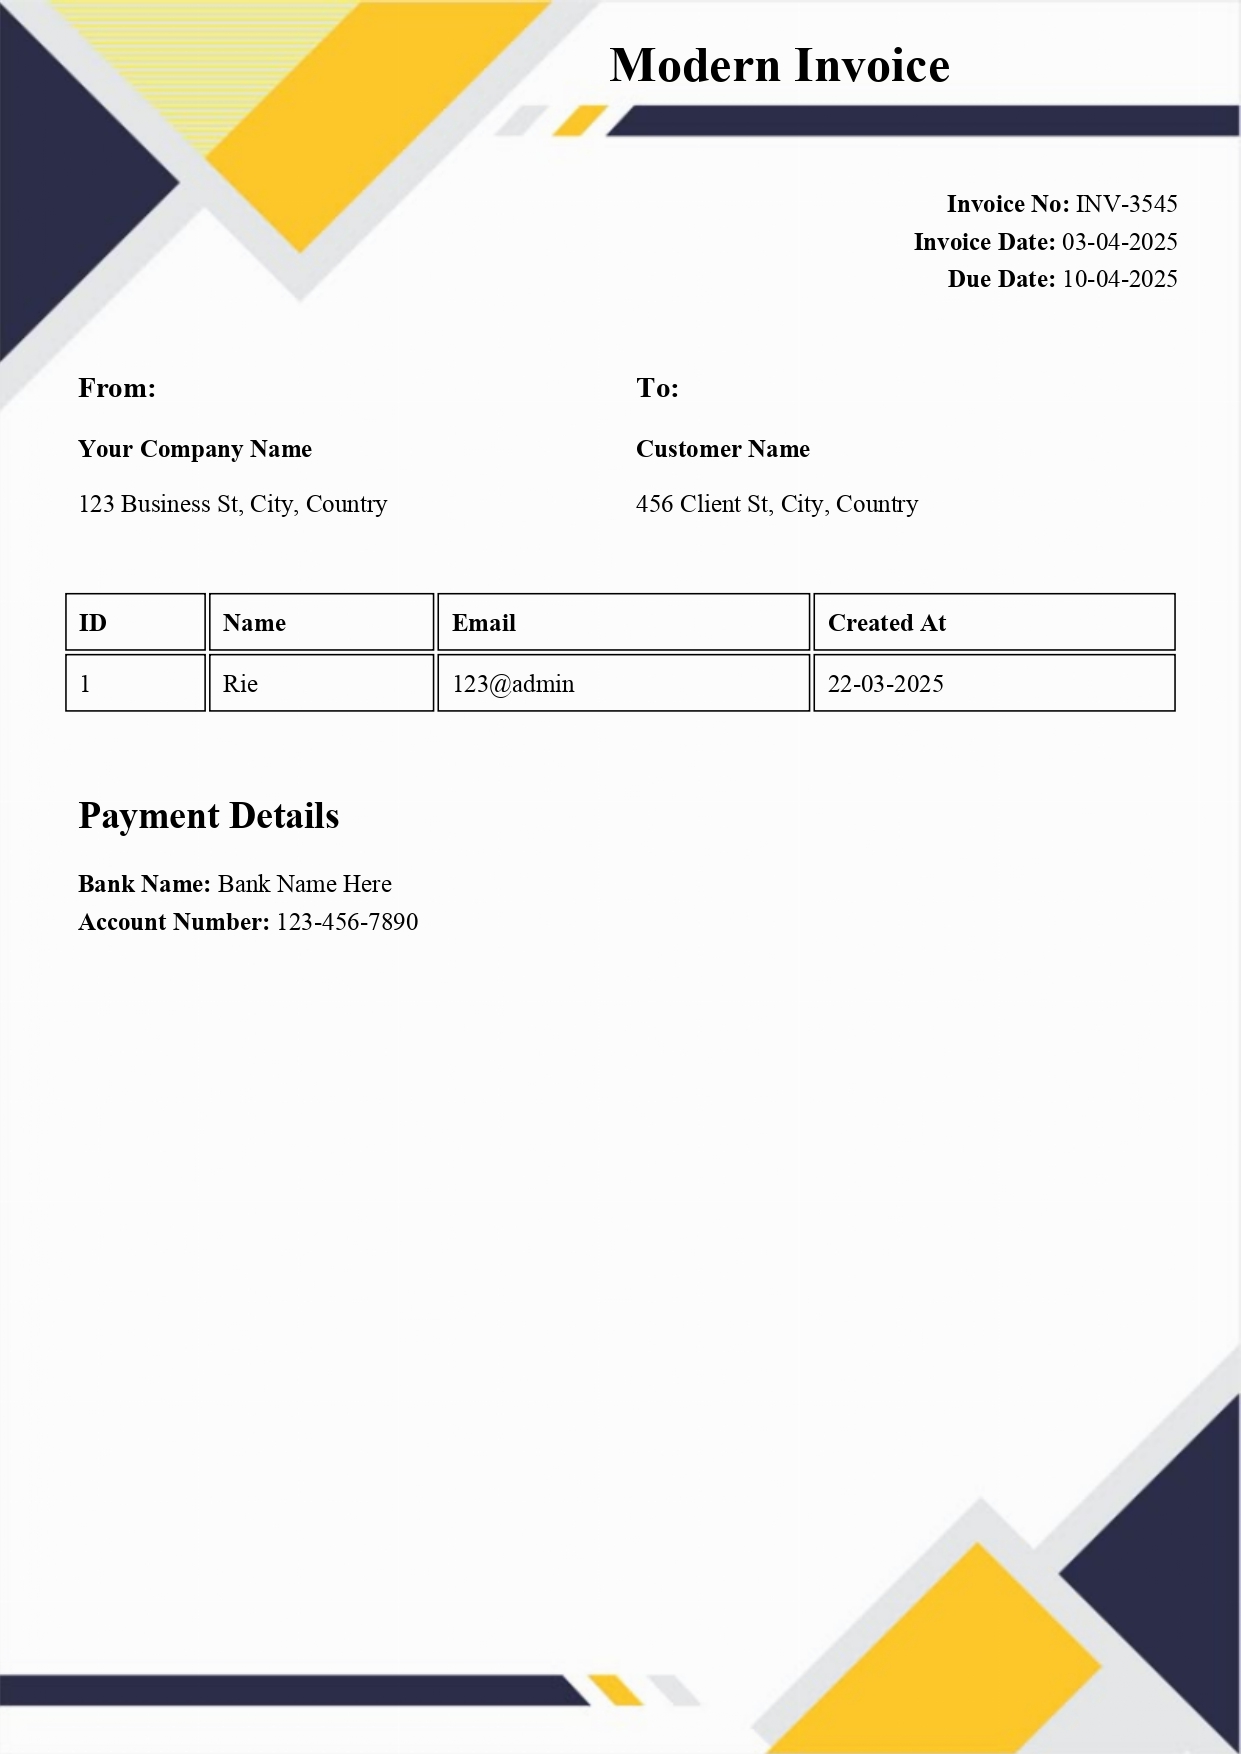 Modern Invoice
Invoice No: INV-3545
Invoice Date: 03-04-2025
Due Date: 10-04-2025
From:
Your Company Name
123 Business St, City, Country
To:
Customer Name
456 Client St, City, Country
ID Name Email Created At
1 Rie 123@admin 22-03-2025
Payment Details
Bank Name: Bank Name Here
Account Number: 123-456-7890